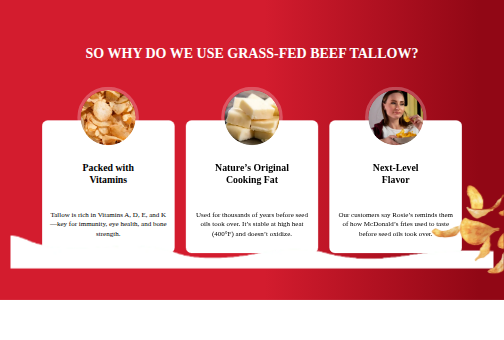 SO WHY DO WE USE GRASS-FED BEEF TALLOW?
Packed with
Vitamins
Tallow is rich in Vitamins A, D, E, and K
—key for immunity, eye health, and bone
strength.
Nature's Original
Cooking Fat
Used for thousands of years before seed
oils took over. It's stable at high heat
(400°F) and doesn't oxidize.
Next-Level
Flavor
Our customers say Rosie's reminds them
of how McDonald's fries used to taste
before seed oils took over.